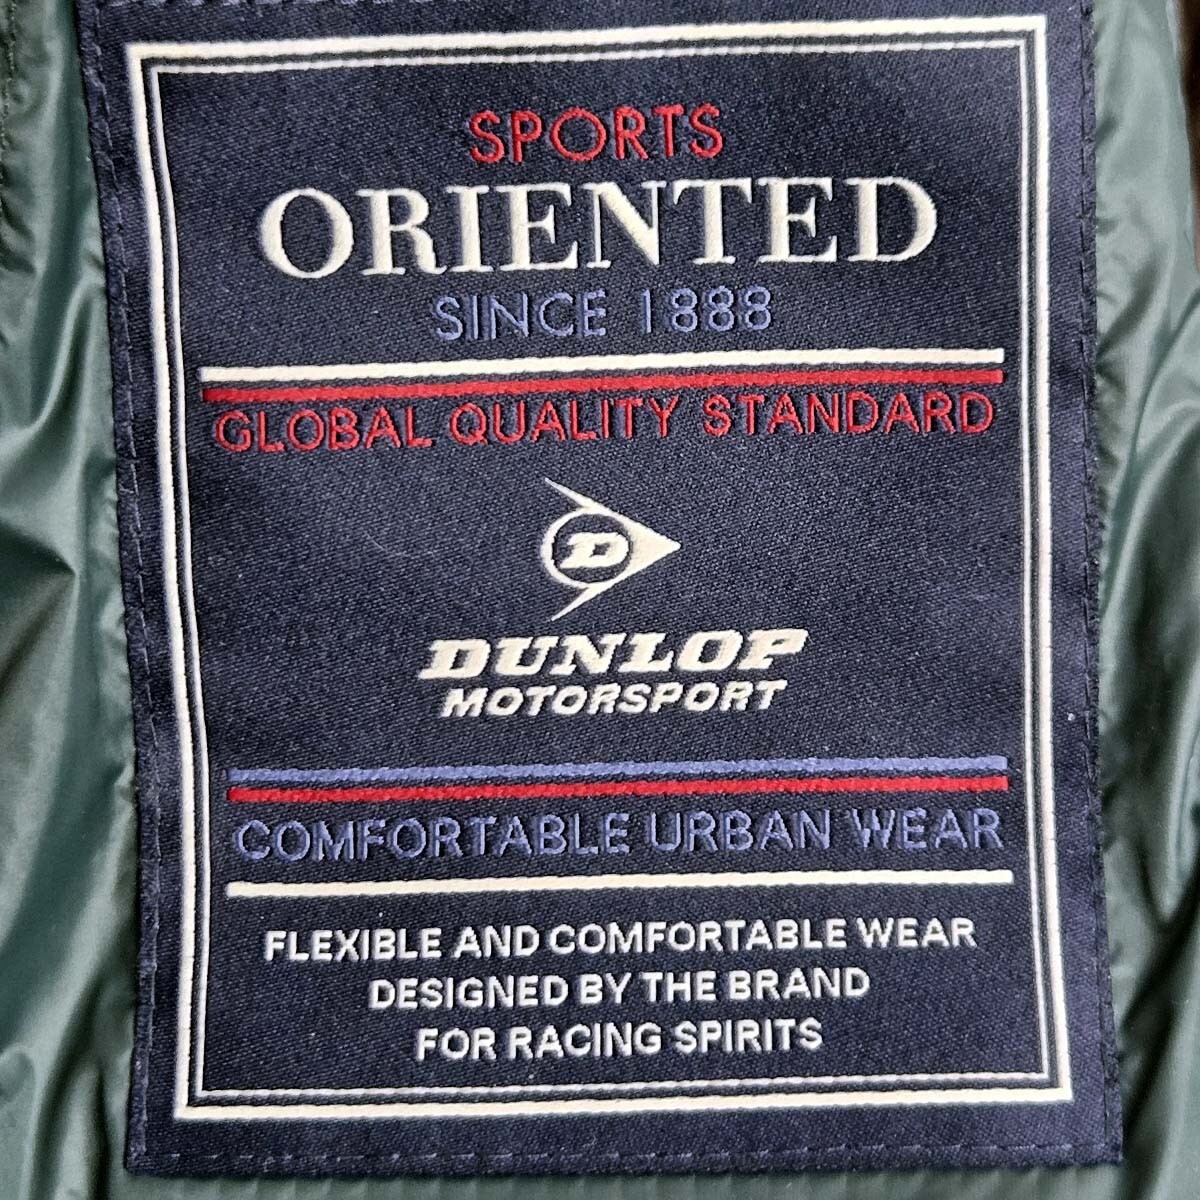 SPORTS
ORIENTED
SINCE 1888
GLOBAL QUALITY STANDARD
D
DUNLOP
MOTORSPORT
COMFORTABLE URBAN WEAR
FLEXIBLE AND COMFORTABLE WEAR
DESIGNED BY THE BRAND
FOR RACING SPIRITS